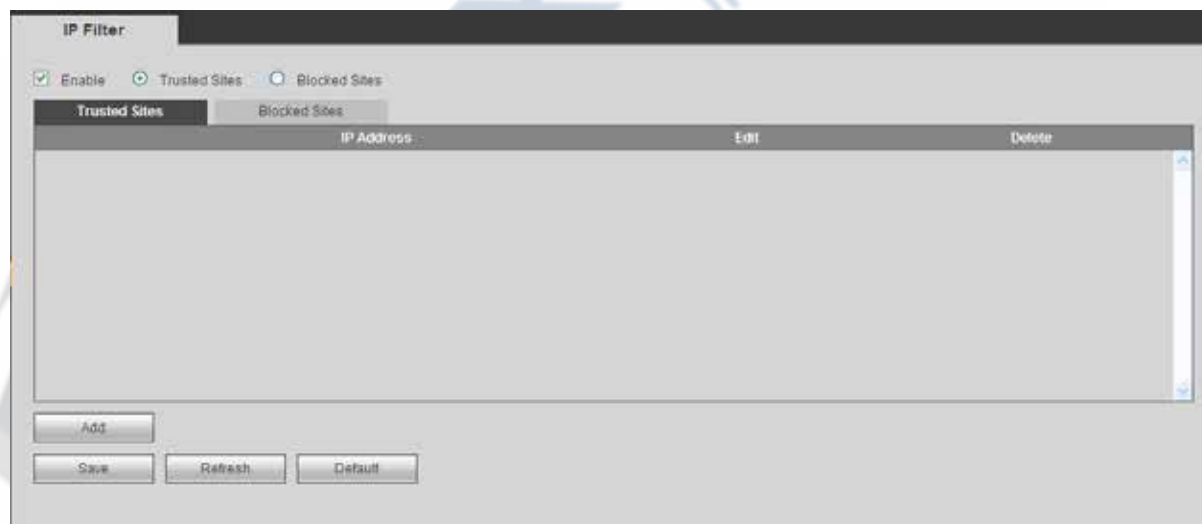 IP Filter
Enable Trusted Sites Blocked Sites
Trusted Sites Blocked Sites
IP Address Edit Delete
Add
Save Refresh Default